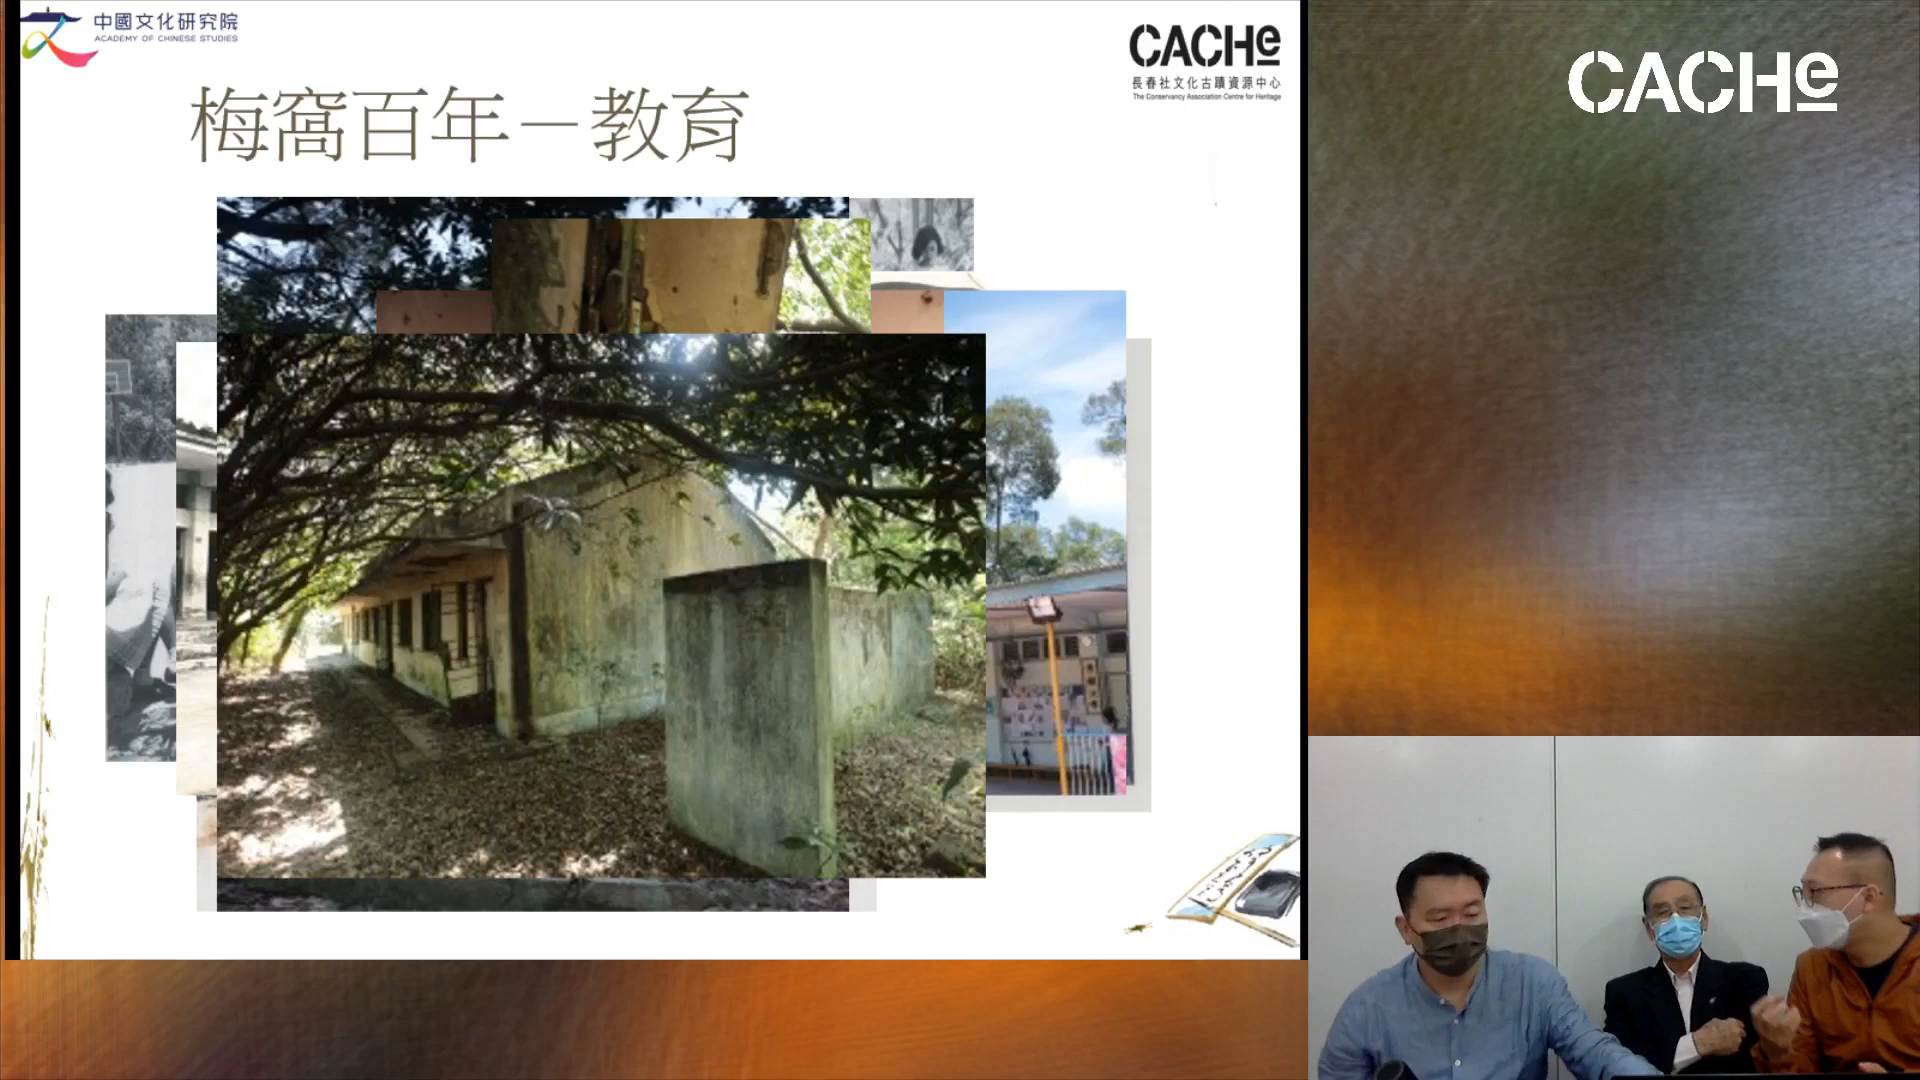 中國文化研究院
ACADEMY OF CHINESE STUDIES
CACHe
長春社文化古蹟資源中心
The Conservancy Association Centre for Heritage
梅窩百年－教育
CACHe